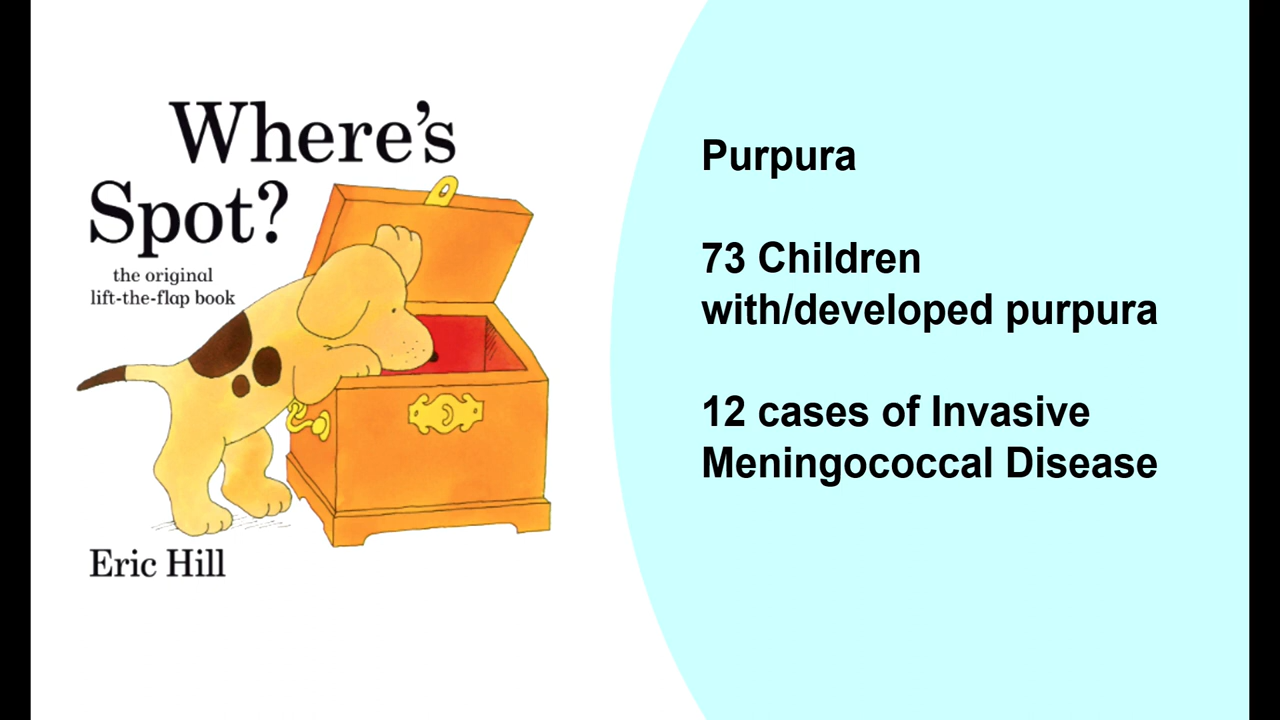 Where's
Spot?
the original
lift-the-flap book
Eric Hill
Purpura
73 Children
with/developed purpura
12 cases of Invasive
Meningococcal Disease